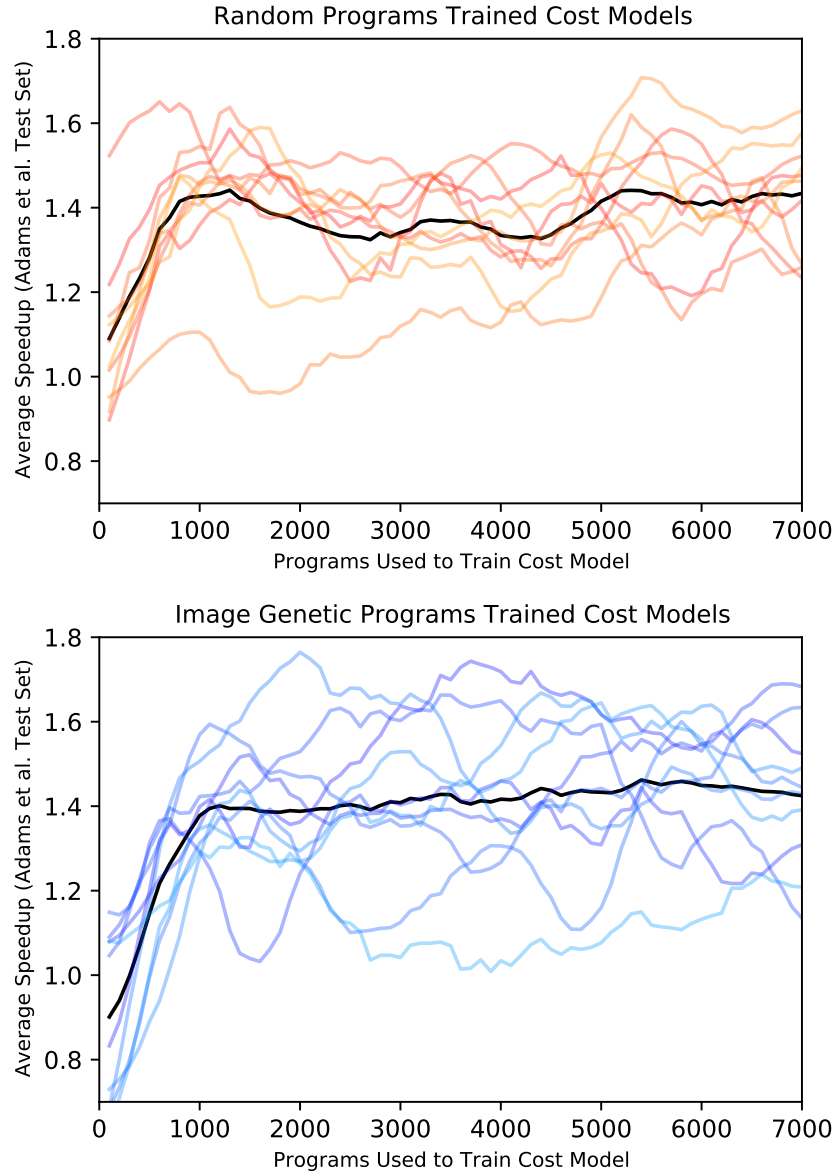 Random Programs Trained Cost Models
Average Speedup (Adams et al. Test Set)
1.8
1.6
1.4
1.2
1.0
0.8
0 1000 2000 3000 4000 5000 6000 7000
Programs Used to Train Cost Model
Image Genetic Programs Trained Cost Models
Average Speedup (Adams et al. Test Set)
1.8
1.6
1.4
1.2
1.0
0.8
0 1000 2000 3000 4000 5000 6000 7000
Programs Used to Train Cost Model